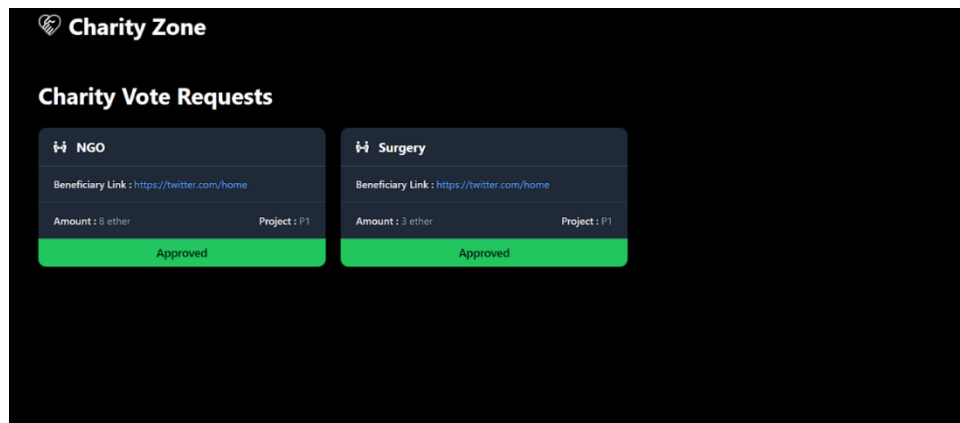 Charity Zone
Charity Vote Requests
NGO
Beneficiary Link : https://twitter.com/home
Amount : 8 ether Project : P1
Approved
Surgery
Beneficiary Link : https://twitter.com/home
Amount : 3 ether Project : P1
Approved